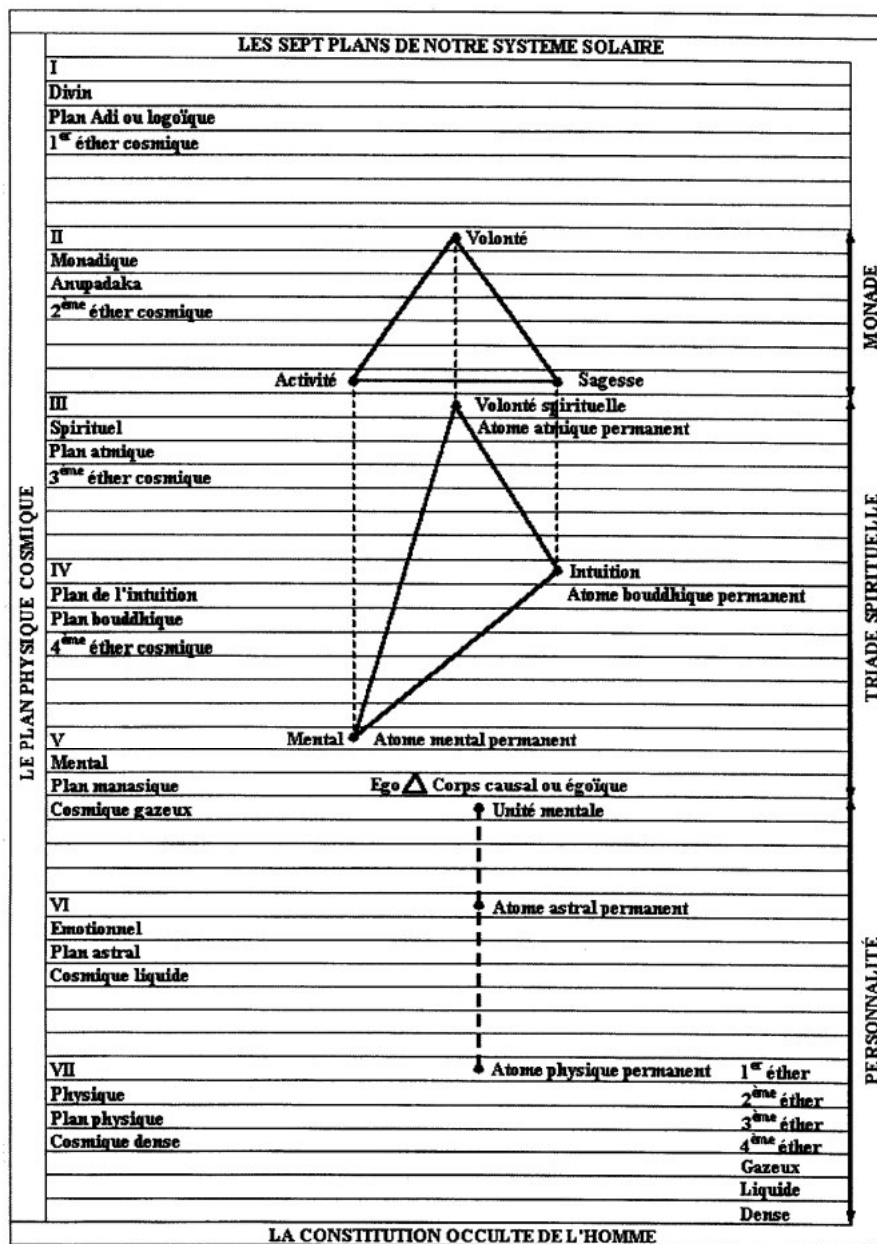 LES SEPT PLANS DE NOTRE SYSTEME SOLAIRE
I
Divin
Plan Adi ou logoïque
1er éther cosmique
II
Volonté
Monadique
Anupadaka
2ème éther cosmique
Activité
Sagesse
III
Volonté spirituelle
Spirituel
Atome atmique permanent
Plan atmique
3ème éther cosmique
IV
Intuition
Plan de l'intuition
Atome bouddhique permanent
Plan bouddhique
4ème éther cosmique
V
Mental
Atome mental permanent
Mental
Plan manasique
Ego
Corps causal ou égoïque
Cosmique gazeux
Unité mentale
VI
Atome astral permanent
Emotionnel
Plan astral
Cosmique liquide
VII
Atome physique permanent
1er éther
Physique
2ème éther
Plan physique
3ème éther
Cosmique dense
4ème éther
Gazeux
Liquide
Dense
LE PLAN PHYSIQUE COSMIQUE
MONADE
TRIADE SPIRITUELLE
PERSONNALITÉ
LA CONSTITUTION OCCULTE DE L'HOMME